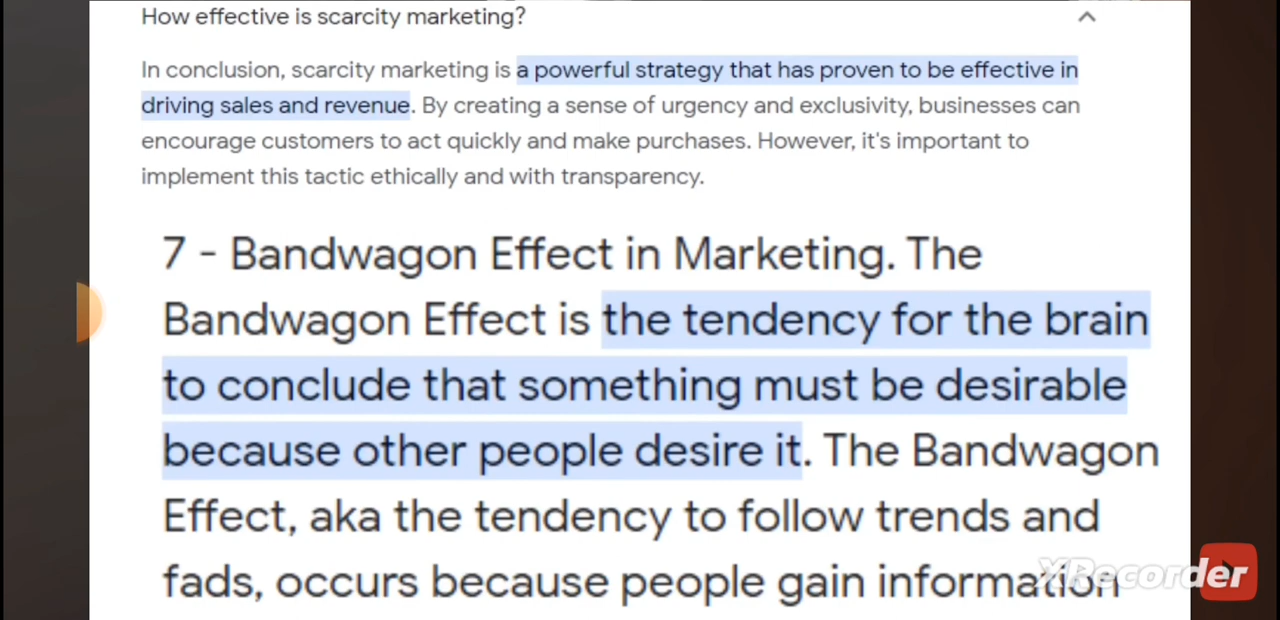 How effective is scarcity marketing?
In conclusion, scarcity marketing is a powerful strategy that has proven to be effective in
driving sales and revenue. By creating a sense of urgency and exclusivity, businesses can
encourage customers to act quickly and make purchases. However, it's important to
implement this tactic ethically and with transparency.
7 - Bandwagon Effect in Marketing. The
Bandwagon Effect is the tendency for the brain
to conclude that something must be desirable
because other people desire it. The Bandwagon
Effect, aka the tendency to follow trends and
fads, occurs because people gain information
XRecorder